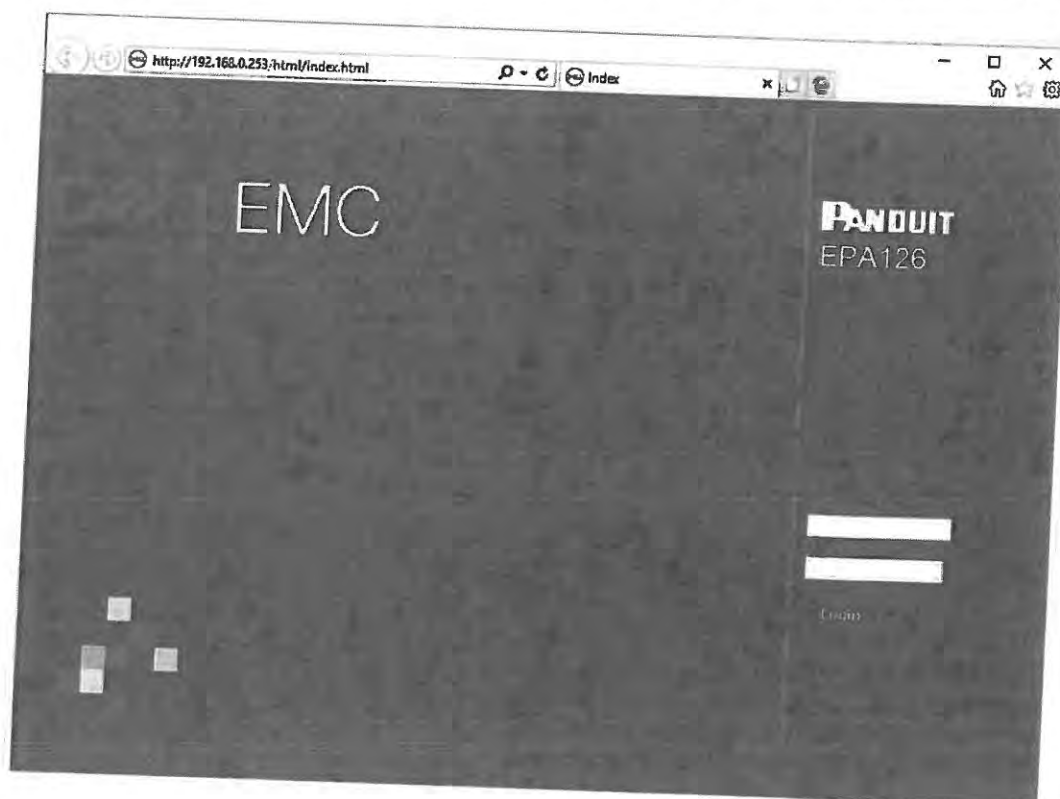 http://192.168.0.253/html/index.html
Index
EMC
PANDUIT
EPA126
Login